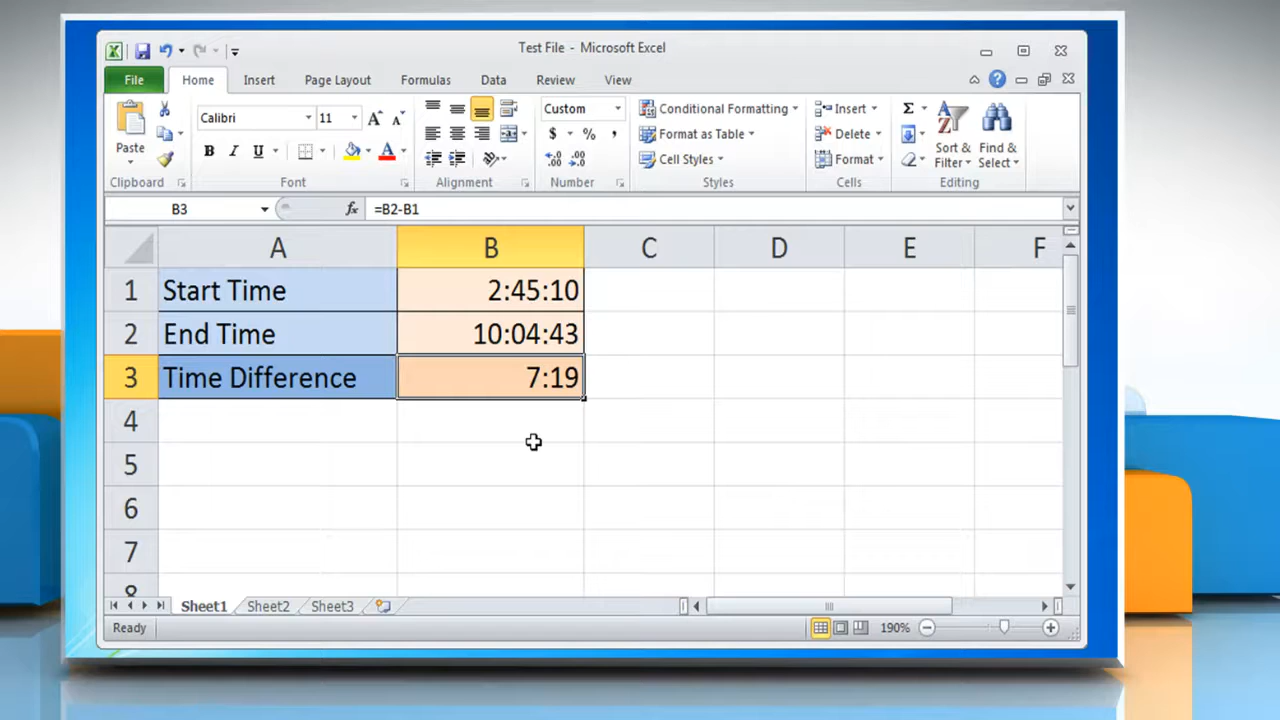 Test File - Microsoft Excel
File Home Insert Page Layout Formulas Data Review View
Paste
Calibri 11
B I U A
Custom
$ % ,
Conditional Formatting
Format as Table
Cell Styles
Insert
Delete
Format
Σ
Sort & Filter
Find & Select
Clipboard Font Alignment Number Styles Cells Editing
B3 fx =B2-B1
A B C D E F
1 Start Time 2:45:10
2 End Time 10:04:43
3 Time Difference 7:19
4
5
6
7
8
Sheet1 Sheet2 Sheet3
Ready 190%